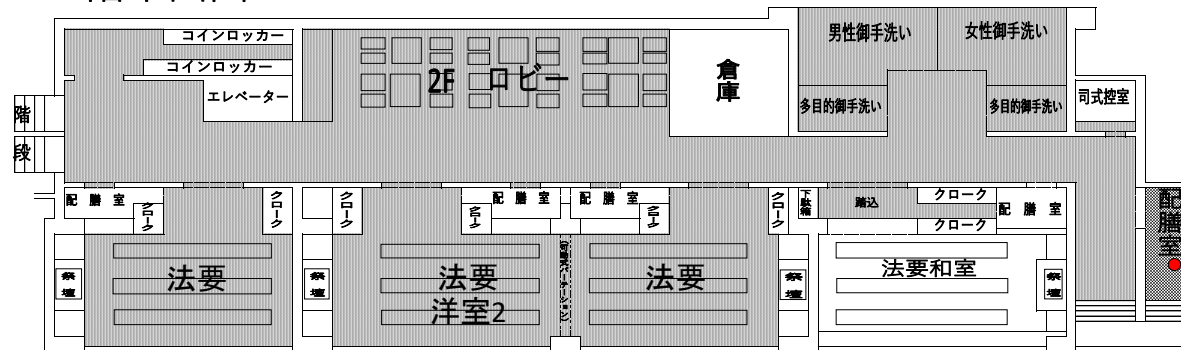 コインロッカー
コインロッカー
エレベーター
2F ロビー
倉庫
男性御手洗い
女性御手洗い
多目的御手洗い
多目的御手洗い
司式控室
階段
配膳室
クローク
クローク
クローク
クローク
配膳室
配膳室
クローク
クローク
下駄箱
踏込
クローク
クローク
配膳室
配膳室
祭壇
法要
祭壇
法要
洋室2
法要
祭壇
法要和室
祭壇